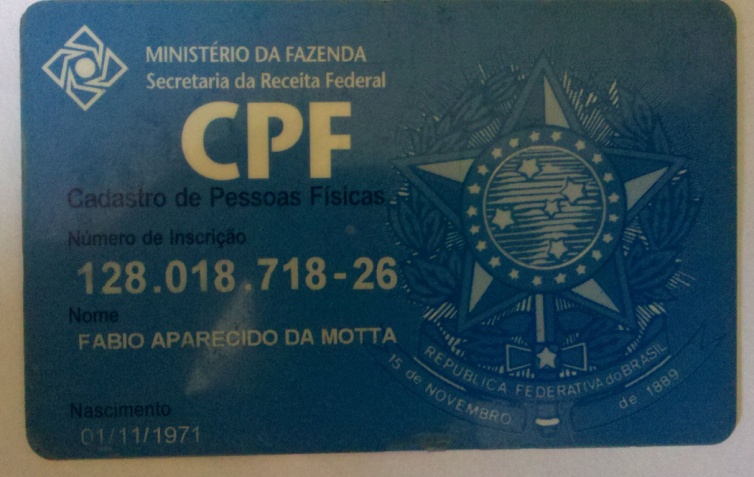 MINISTÉRIO DA FAZENDA
Secretaria da Receita Federal
CPF
Cadastro de Pessoas Físicas
Número de Inscrição
128.018.718-26
Nome
FABIO APARECIDO DA MOTTA
Nascimento
01/11/1971
REPUBLICA FEDERATIVA do BRASIL
15 de NOVEMBRO de 1889